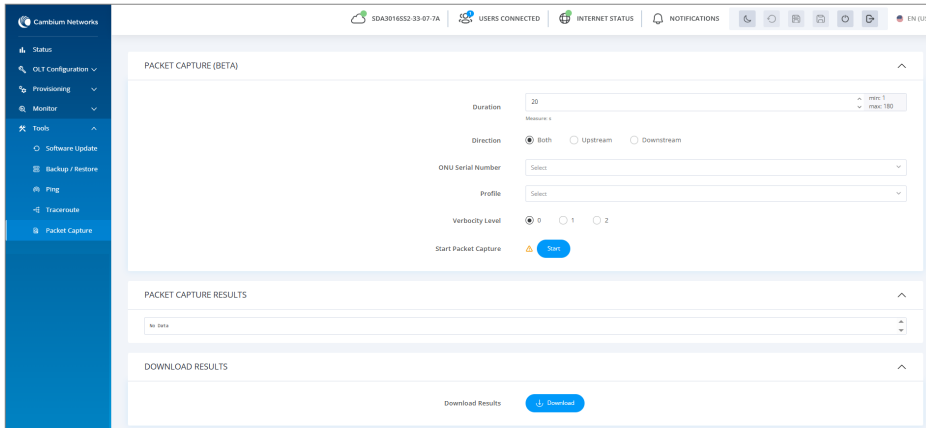 Cambium Networks
SDA3016SS2-33-07-7A
1
USERS CONNECTED
INTERNET STATUS
NOTIFICATIONS
EN (US
Status
OLT Configuration
Provisioning
Monitor
Tools
Software Update
Backup / Restore
Ping
Traceroute
Packet Capture
PACKET CAPTURE (BETA)
Duration
20
min: 1
max: 180
Measure: s
Direction
Both Upstream Downstream
ONU Serial Number
Select
Profile
Select
Verbocity Level
0 1 2
Start Packet Capture
Start
PACKET CAPTURE RESULTS
No Data
DOWNLOAD RESULTS
Download Results
Download